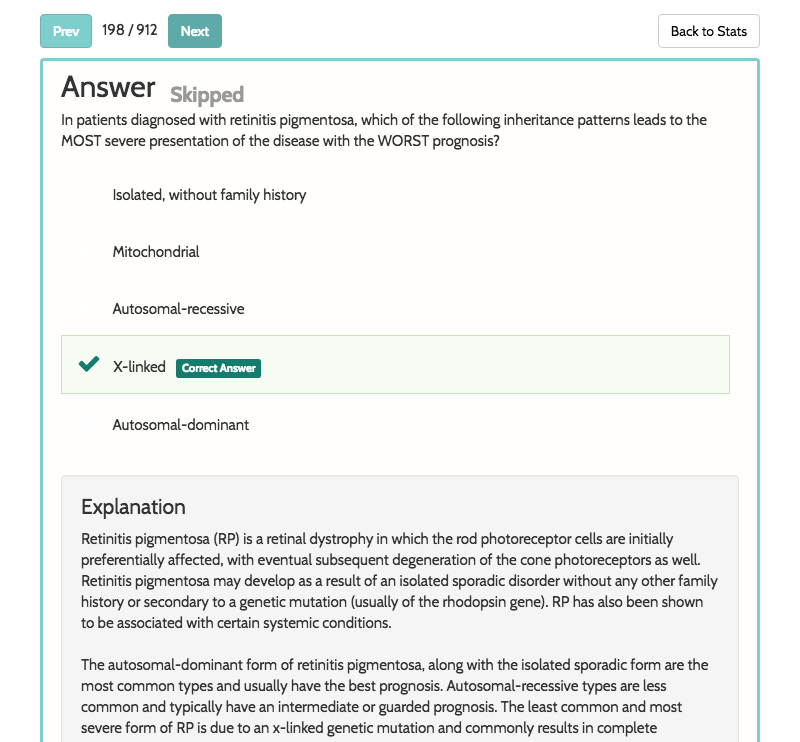 Prev 198 / 912 Next Back to Stats
Answer Skipped
In patients diagnosed with retinitis pigmentosa, which of the following inheritance patterns leads to the
MOST severe presentation of the disease with the WORST prognosis?
Isolated, without family history
Mitochondrial
Autosomal-recessive
X-linked Correct Answer
Autosomal-dominant
Explanation
Retinitis pigmentosa (RP) is a retinal dystrophy in which the rod photoreceptor cells are initially
preferentially affected, with eventual subsequent degeneration of the cone photoreceptors as well.
Retinitis pigmentosa may develop as a result of an isolated sporadic disorder without any other family
history or secondary to a genetic mutation (usually of the rhodopsin gene). RP has also been shown
to be associated with certain systemic conditions.
The autosomal-dominant form of retinitis pigmentosa, along with the isolated sporadic form are the
most common types and usually have the best prognosis. Autosomal-recessive types are less
common and typically have an intermediate or guarded prognosis. The least common and most
severe form of RP is due to an x-linked genetic mutation and commonly results in complete